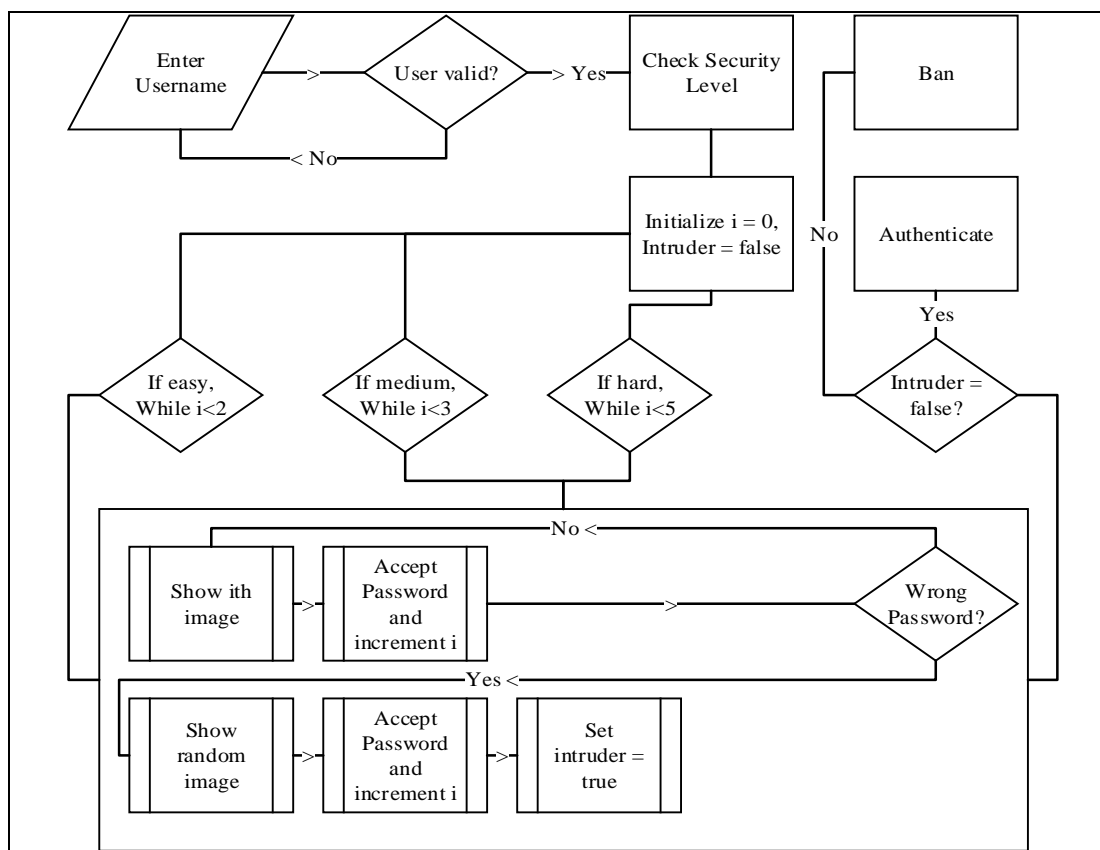 Enter
Username
>
User valid?
> Yes
< No
Check Security
Level
Ban
Initialize i = 0,
Intruder = false
No
Authenticate
Yes
If easy,
While i<2
If medium,
While i<3
If hard,
While i<5
Intruder =
false?
No <
Show ith
image
>
Accept
Password
and
increment i
>
Wrong
Password?
Yes <
Show
random
image
>
Accept
Password
and
increment i
>
Set
intruder =
true